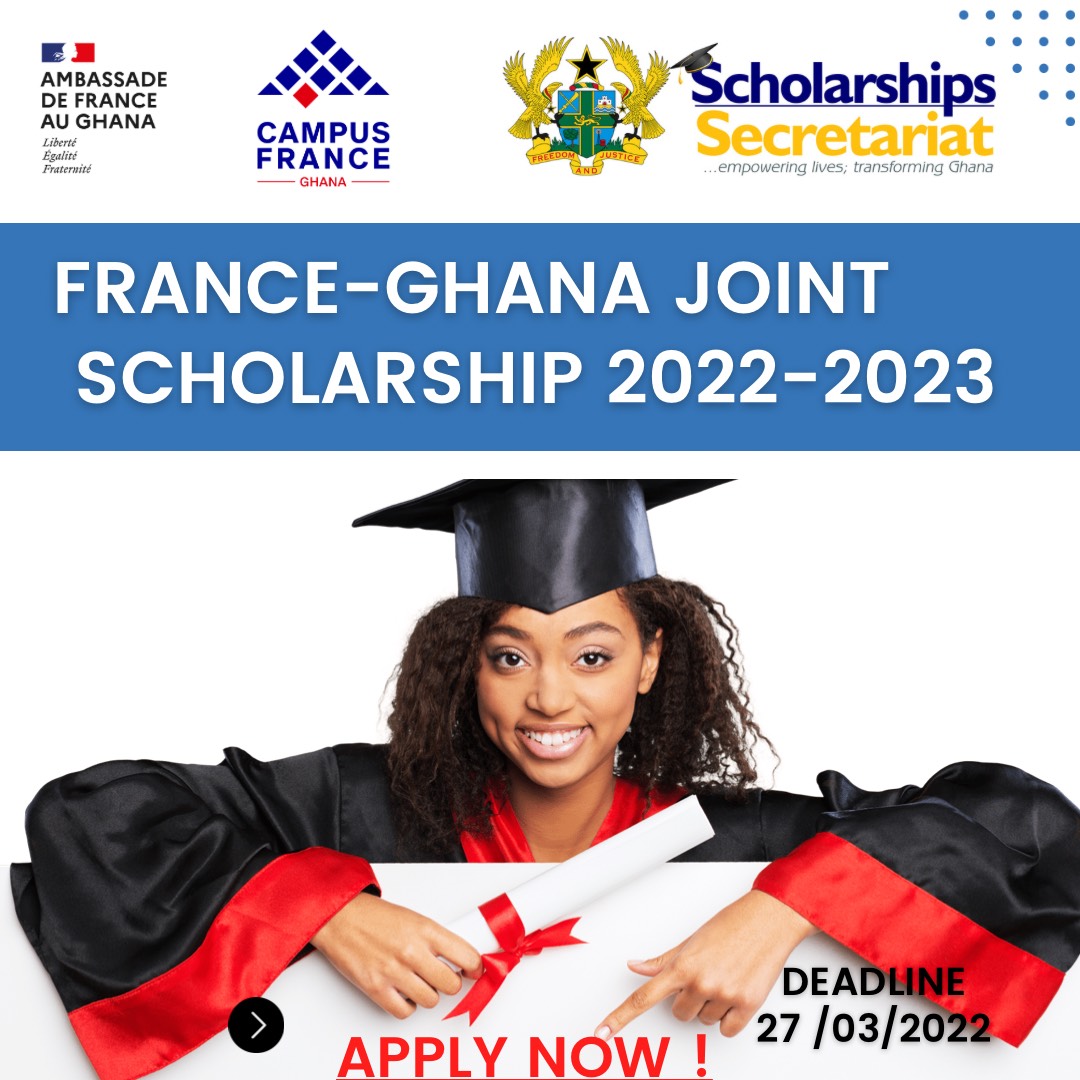 AMBASSADE
DE FRANCE
AU GHANA
Liberté
Égalité
Fraternité
CAMPUS
FRANCE
GHANA
FREEDOM AND JUSTICE
Scholarships
Secretariat
...empowering lives; transforming Ghana
FRANCE-GHANA JOINT
SCHOLARSHIP 2022-2023
DEADLINE
27 /03/2022
APPLY NOW !